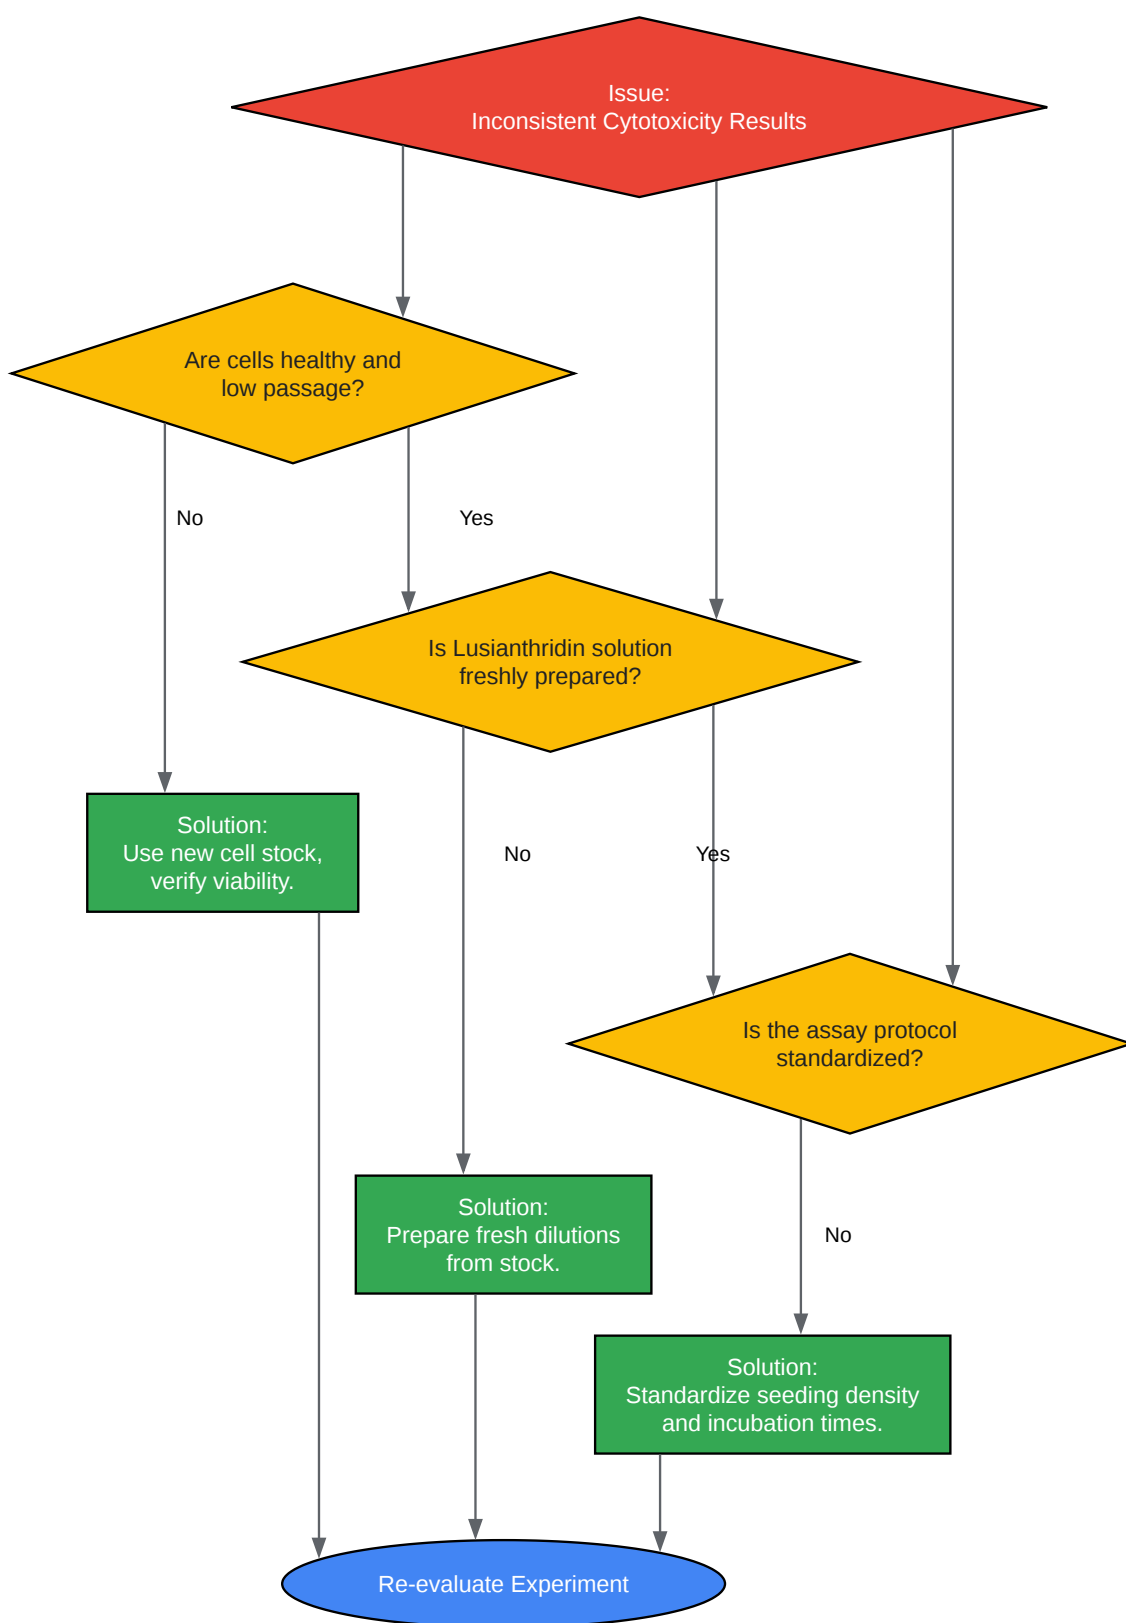 Issue:
Inconsistent Cytotoxicity Results
Are cells healthy and
low passage?
No
Yes
Is Lusianthridin solution
freshly prepared?
Solution:
Use new cell stock,
verify viability.
No
Yes
Is the assay protocol
standardized?
Solution:
Prepare fresh dilutions
from stock.
No
Solution:
Standardize seeding density
and incubation times.
Re-evaluate Experiment